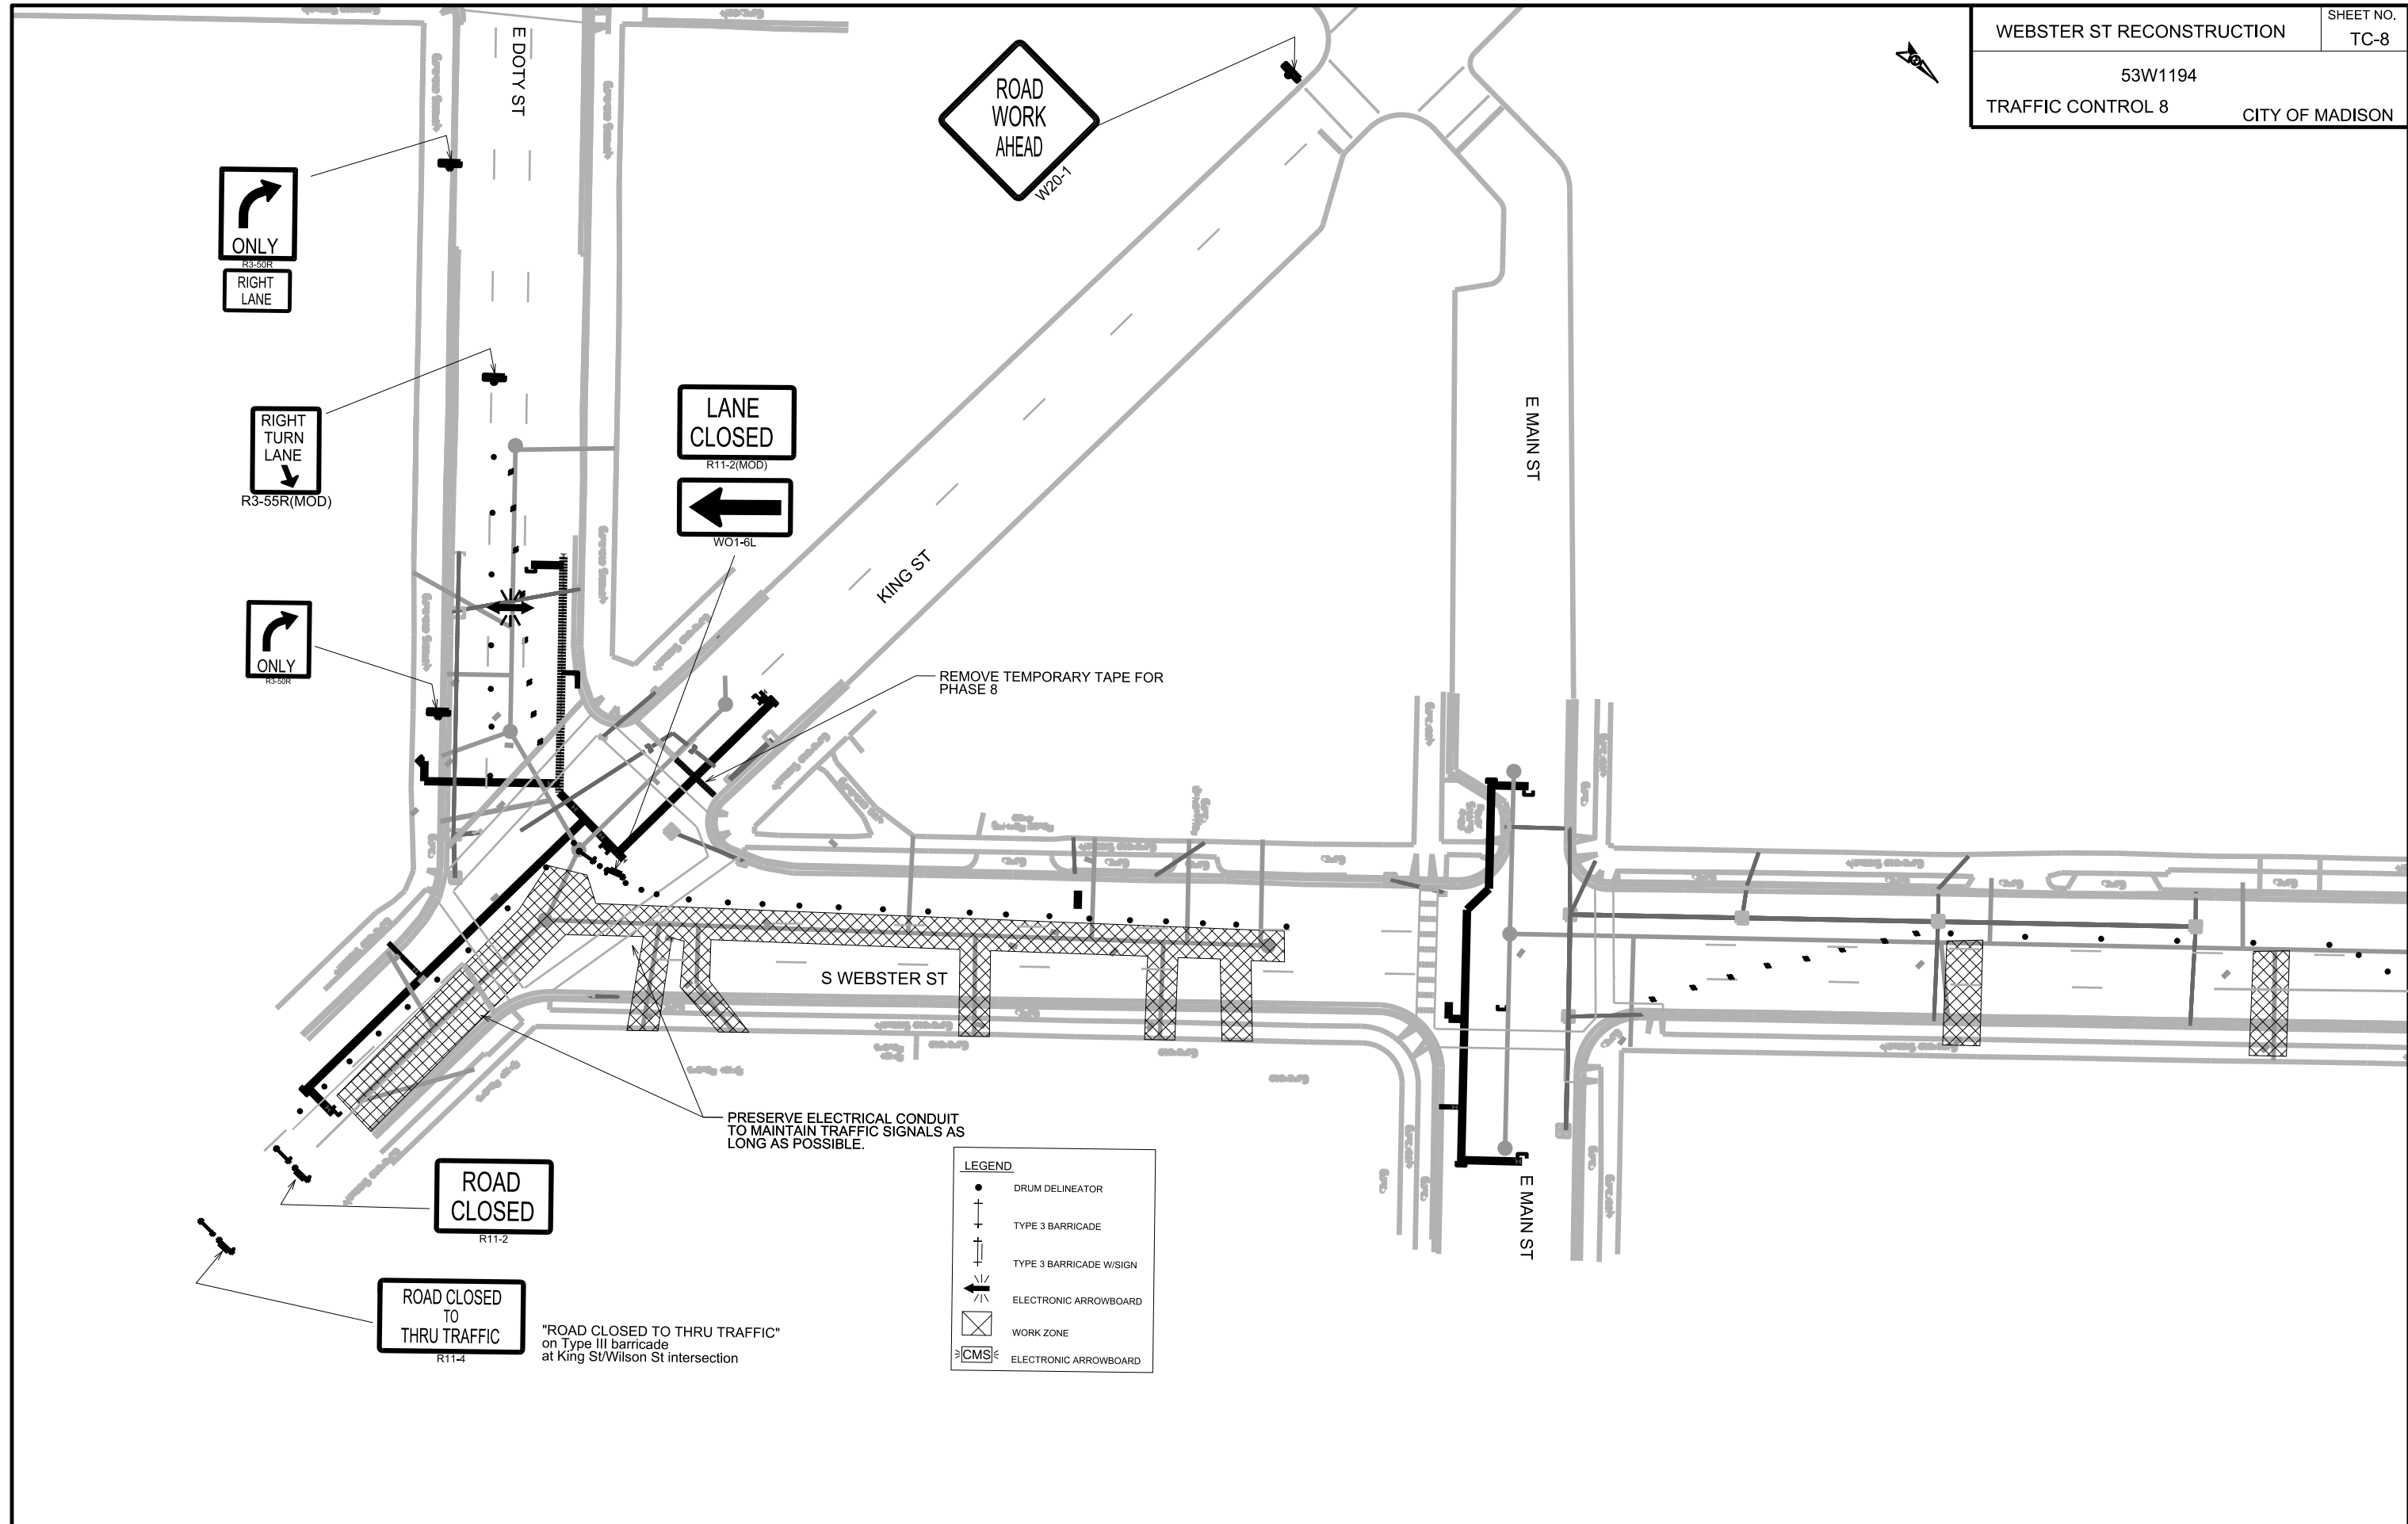 WEBSTER ST RECONSTRUCTION
SHEET NO.
TC-8
53W1194
TRAFFIC CONTROL 8
CITY OF MADISON
E DOTY ST
ROAD
WORK
AHEAD
W20-1
ONLY
R3-50R
RIGHT
LANE
RIGHT
TURN
LANE
R3-55R(MOD)
LANE
CLOSED
R11-2(MOD)
WO1-6L
E MAIN ST
KING ST
ONLY
R3-50R
REMOVE TEMPORARY TAPE FOR
PHASE 8
S WEBSTER ST
PRESERVE ELECTRICAL CONDUIT
TO MAINTAIN TRAFFIC SIGNALS AS
LONG AS POSSIBLE.
E MAIN ST
ROAD
CLOSED
R11-2
ROAD CLOSED
TO
THRU TRAFFIC
R11-4
"ROAD CLOSED TO THRU TRAFFIC"
on Type III barricade
at King St/Wilson St intersection
LEGEND
DRUM DELINEATOR
TYPE 3 BARRICADE
TYPE 3 BARRICADE W/SIGN
ELECTRONIC ARROWBOARD
WORK ZONE
CMS ELECTRONIC ARROWBOARD